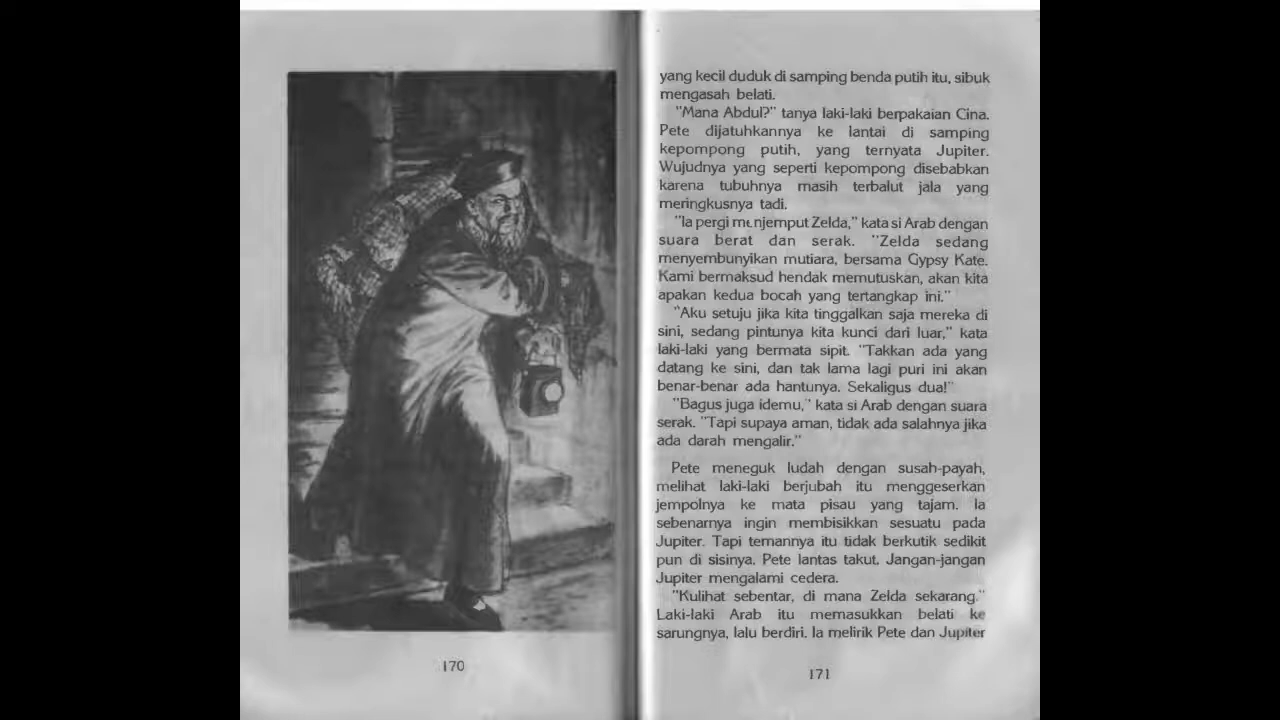 yang kecil duduk di samping benda putih itu, sibuk
mengasah belati.
"Mana Abdul?" tanya laki-laki berpakaian Cina.
Pete dijatuhkannya ke lantai di samping
kepompong putih, yang ternyata Jupiter.
Wujudnya yang seperti kepompong disebabkan
karena tubuhnya masih terbalut jala yang
meringkusnya tadi.
"Ia pergi menjemput Zelda," kata si Arab dengan
suara berat dan serak. "Zelda sedang
menyembunyikan mutiara, bersama Gypsy Kate.
Kami bermaksud hendak memutuskan, akan kita
apakan kedua bocah yang tertangkap ini."
"Aku setuju jika kita tinggalkan saja mereka di
sini, sedang pintunya kita kunci dari luar," kata
laki-laki yang bermata sipit. "Takkan ada yang
datang ke sini, dan tak lama lagi puri ini akan
benar-benar ada hantunya. Sekaligus dua!"
"Bagus juga idemu," kata si Arab dengan suara
serak. "Tapi supaya aman, tidak ada salahnya jika
ada darah mengalir."
Pete meneguk ludah dengan susah-payah,
melihat laki-laki berjubah itu menggeserkan
jempolnya ke mata pisau yang tajam. Ia
sebenarnya ingin membisikkan sesuatu pada
Jupiter. Tapi temannya itu tidak berkutik sedikit
pun di sisinya. Pete lantas takut. Jangan-jangan
Jupiter mengalami cedera.
"Kulihat sebentar, di mana Zelda sekarang."
Laki-laki Arab itu memasukkan belati ke
sarungnya, lalu berdiri. Ia melirik Pete dan Jupiter
170
171